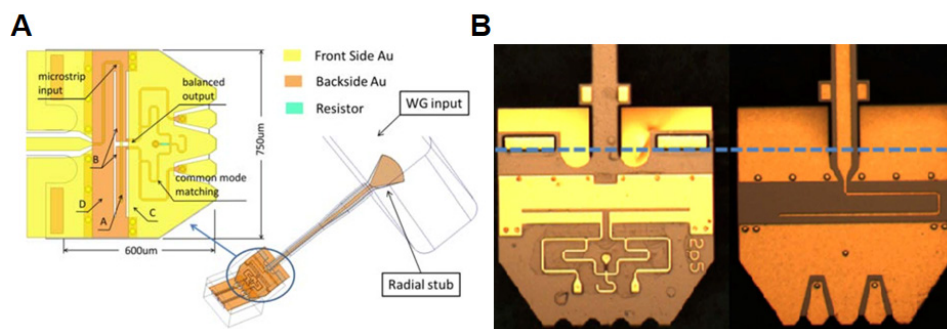 A
B
microstrip
input
balanced
output
Front Side Au
Backside Au
Resistor
WG input
750um
B
common mode
matching
D
A
C
600um
Radial stub
205